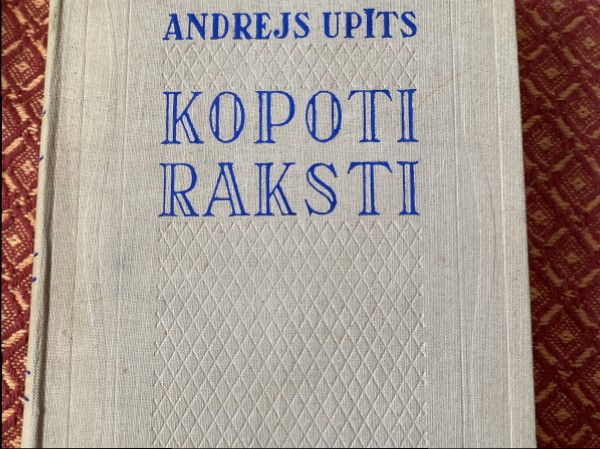 ANDREJS UPĪTS
KOPOTI
RAKSTI